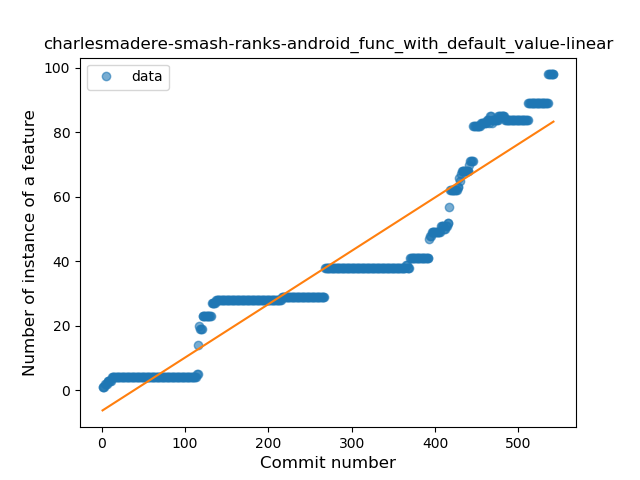 charlesmadere-smash-ranks-android_func_with_default_value-linear
data
Number of instance of a feature
100
80
60
40
20
0
0 100 200 300 400 500
Commit number